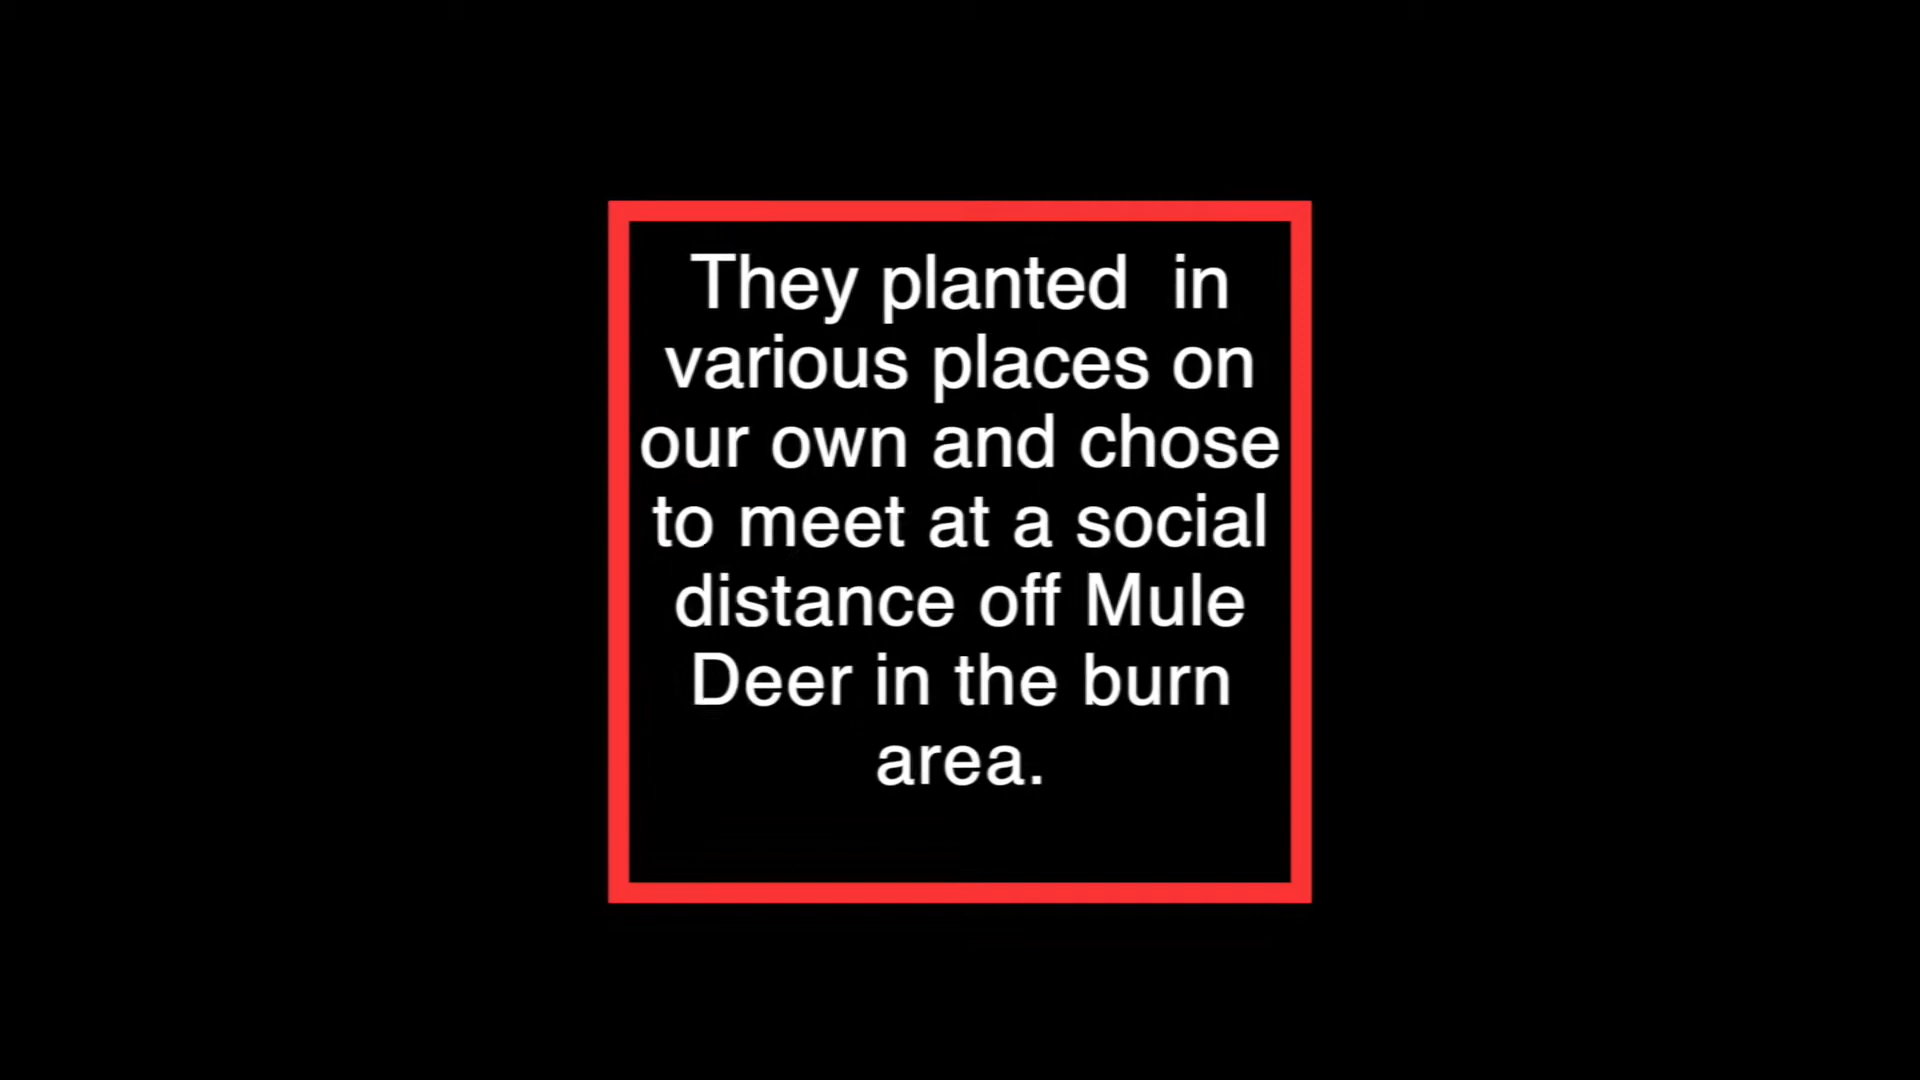 They planted  in
various places on
our own and chose
to meet at a social
distance off Mule
Deer in the burn
area.